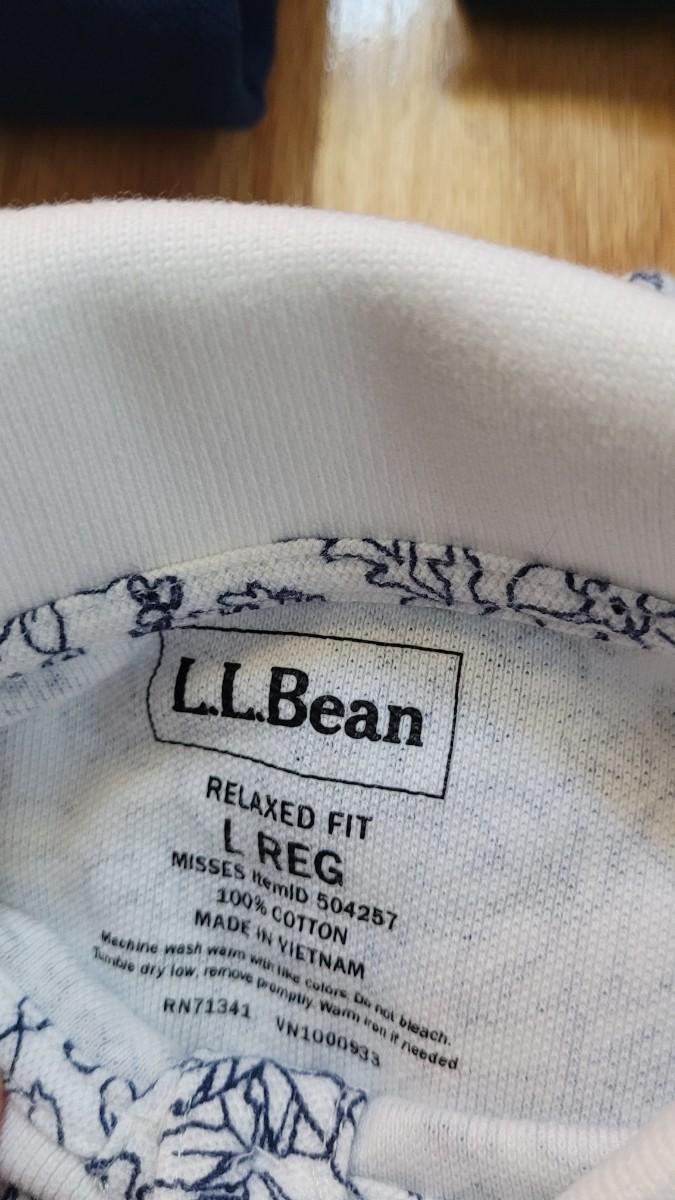 L.L.Bean
RELAXED FIT
L REG
MISSES ItemID 504257
100% COTTON
MADE IN VIETNAM
Machine wash warm with like colors. Do not bleach.
Tumble dry low, remove promptly. Warm iron if needed
RN71341 VN1000933